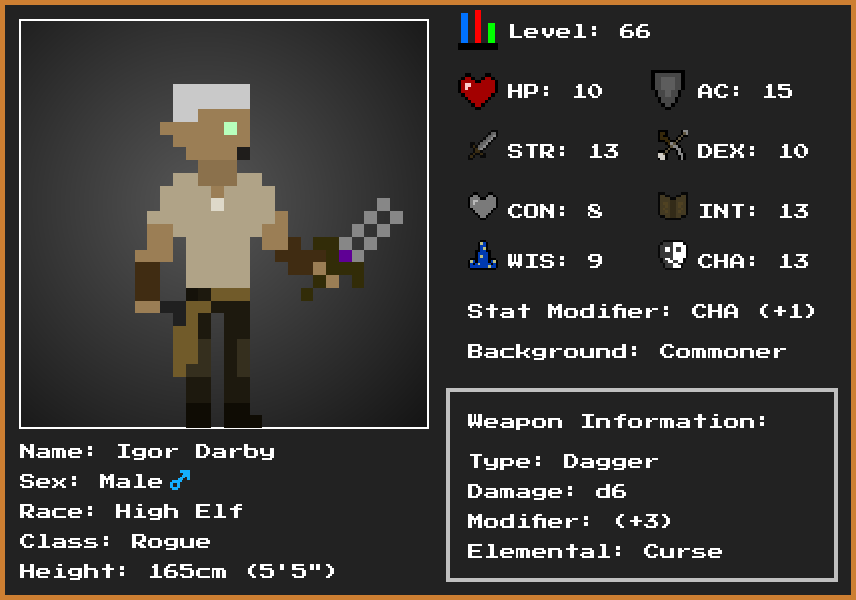 Level: 66
HP: 10 AC: 15
STR: 13 DEX: 10
CON: 8 INT: 13
WIS: 9 CHA: 13
Stat Modifier: CHA (+1)
Background: Commoner
Name: Igor Darby
Sex: Male ♂
Race: High Elf
Class: Rogue
Height: 165cm (5'5")
Weapon Information:
Type: Dagger
Damage: d6
Modifier: (+3)
Elemental: Curse